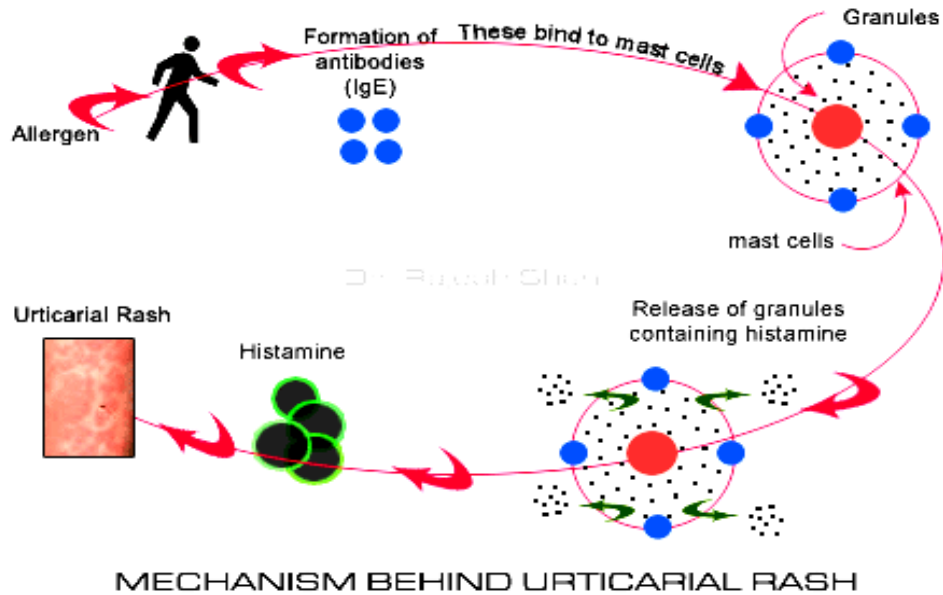 Granules
Formation of
antibodies
(IgE)
These bind to mast cells
Allergen
mast cells
Urticarial Rash
Histamine
Release of granules
containing histamine
MECHANISM BEHIND URTICARIAL RASH